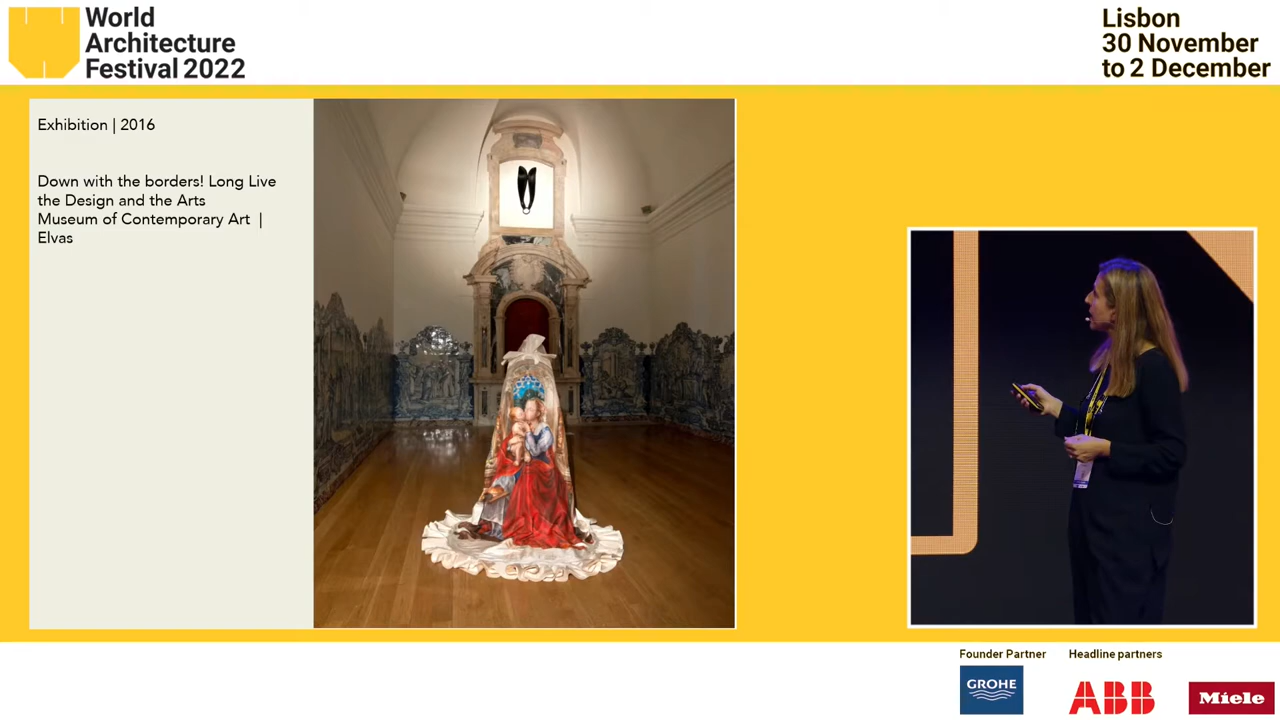 World
Architecture
Festival 2022
Lisbon
30 November
to 2 December
Exhibition | 2016
Down with the borders! Long Live
the Design and the Arts
Museum of Contemporary Art |
Elvas
Founder Partner
Headline partners
GROHE
ABB
Miele